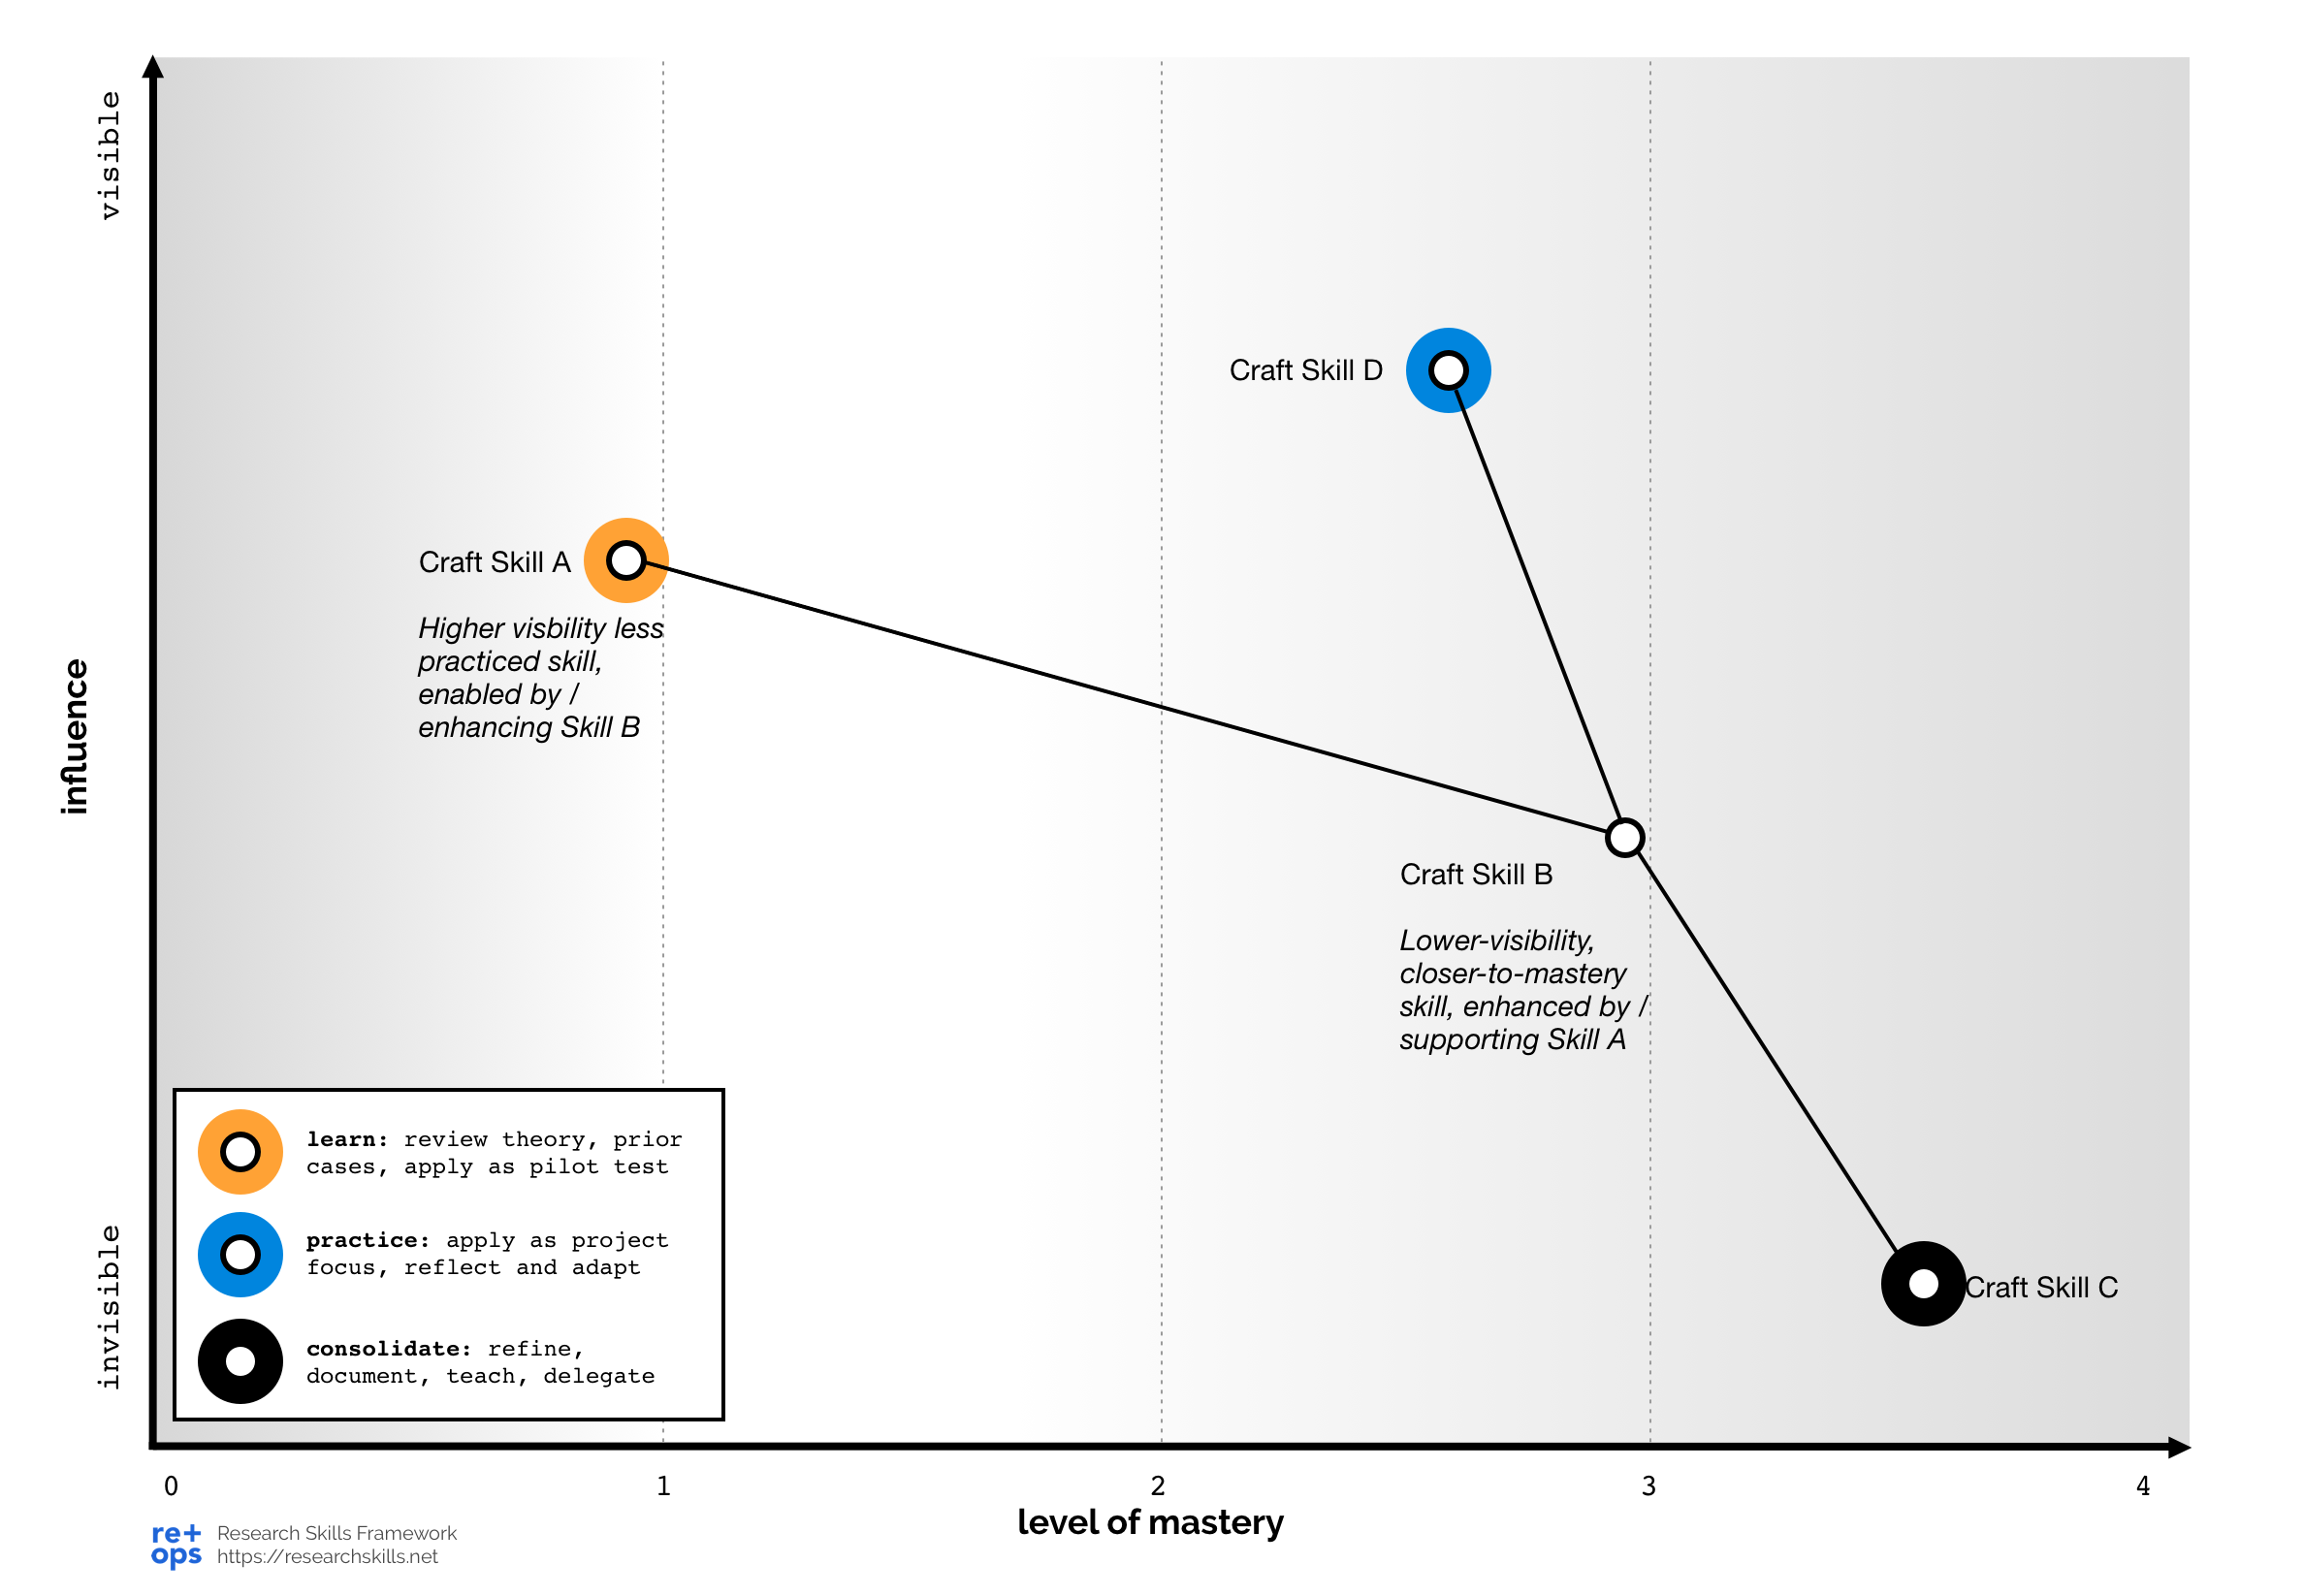 visible
Craft Skill D
Craft Skill A
Higher visbility less
practiced skill,
enabled by /
enhancing Skill B
influence
Craft Skill B
Lower-visibility,
closer-to-mastery
skill, enhanced by /
supporting Skill A
learn: review theory, prior
cases, apply as pilot test
practice: apply as project
focus, reflect and adapt
consolidate: refine,
document, teach, delegate
invisible
Craft Skill C
0 1 2 3 4
level of mastery
re+
ops
Research Skills Framework
https://researchskills.net